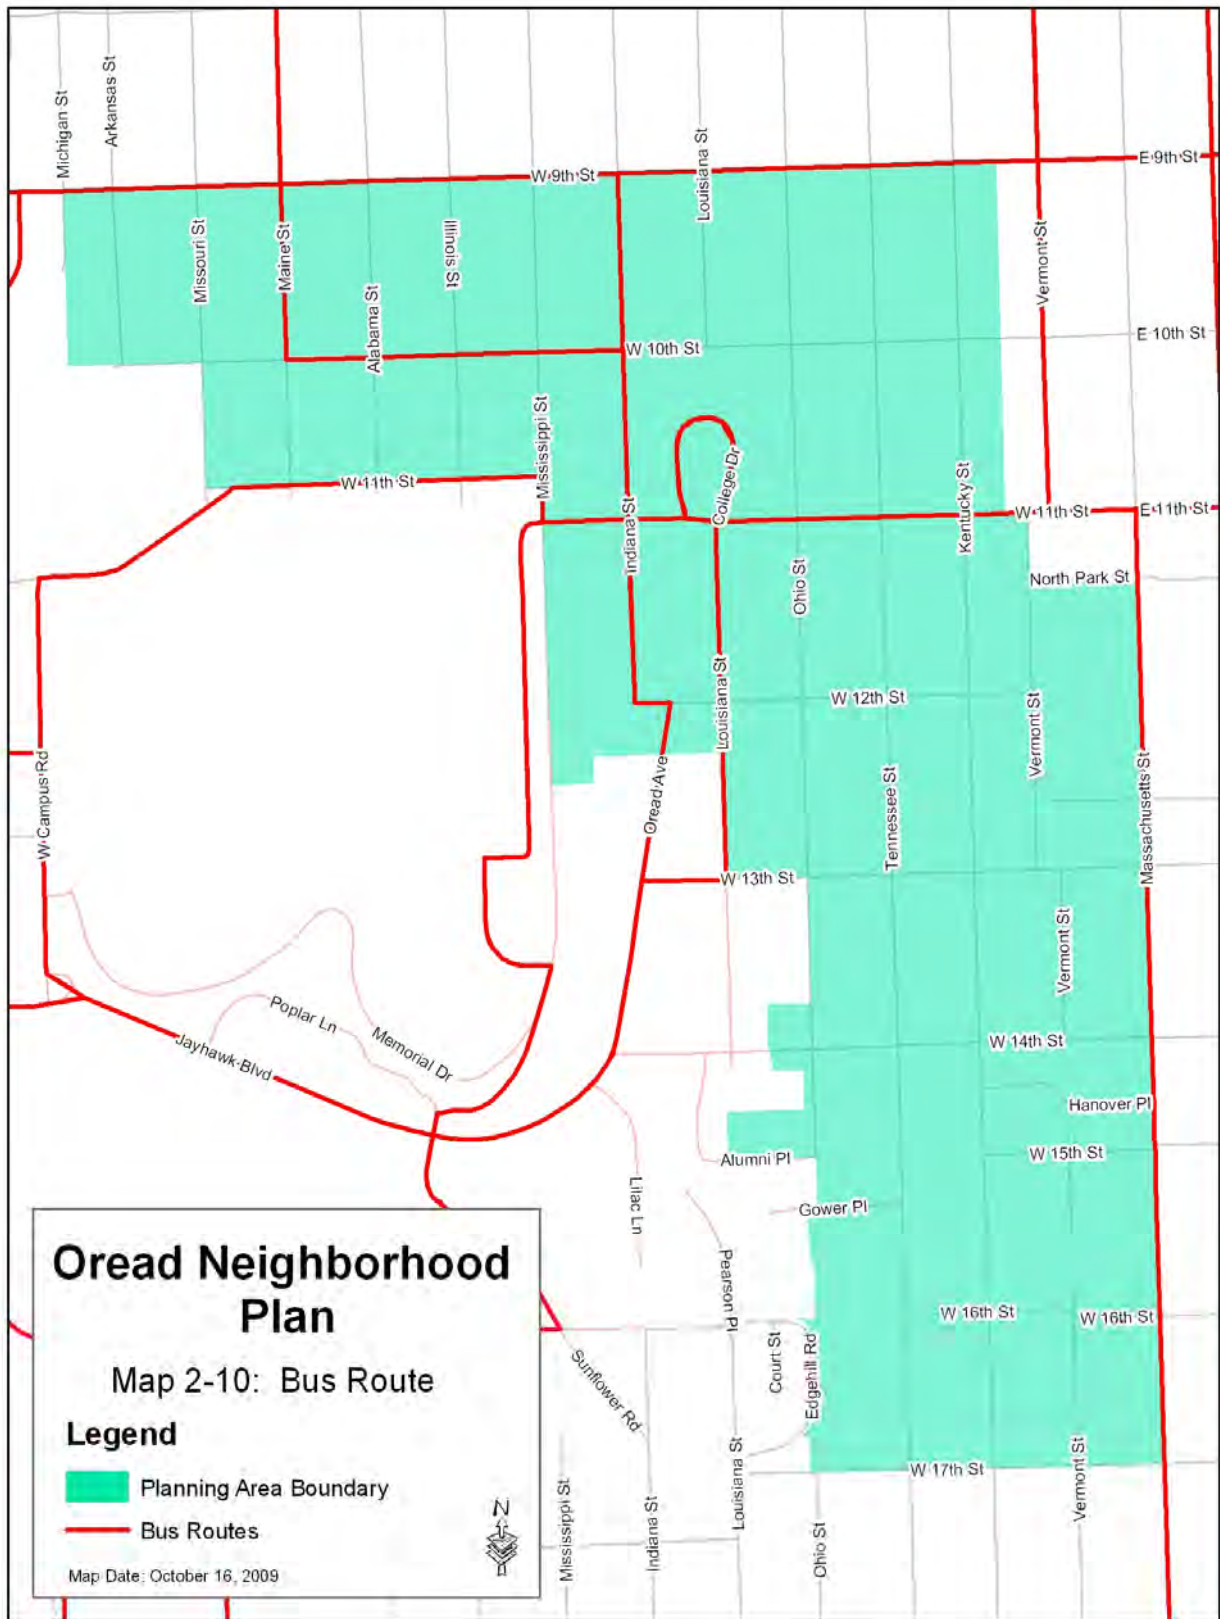 Michigan St
Arkansas St
Louisiana St
E 9th St
W 9th St
Missouri St
Maine St
Illinois St
Vermont St
Alabama St
W 10th St
E 10th St
Mississippi St
College Dr
Kentucky St
W 11th St
Indiana St
W 11th St
E 11th St
Ohio St
North Park St
Louisiana St
W 12th St
Vermont St
W Campus Rd
Oread Ave
Tennessee St
Massachusetts St
W 13th St
Vermont St
Poplar Ln
Memorial Dr
Jayhawk Blvd
W 14th St
Hanover Pl
Alumni Pl
W 15th St
Lilac Ln
Gower Pl
Pearson Pl
W 16th St
W 16th St
Court St
Edgehill Rd
Sunflower Rd
Louisiana St
W 17th St
Vermont St
Mississippi St
Indiana St
Ohio St
Oread Neighborhood
Plan
Map 2-10: Bus Route
Legend
Planning Area Boundary
Bus Routes
N
Map Date: October 16, 2009